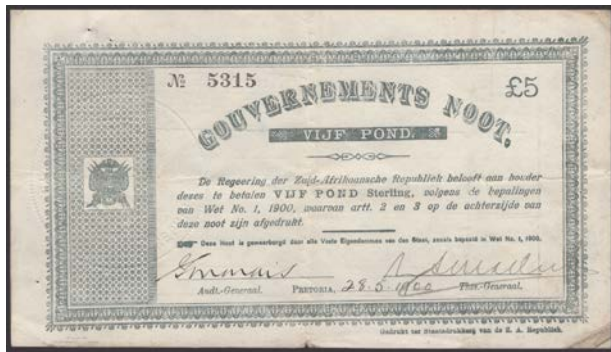 № 5315
£5
GOUVERNEMENTS NOOT.
VIJF POND.
De Regeering der Zuid-Afrikaansche Republiek belooft aan houder
dezes te betalen VIJF POND Sterling, volgens de bepalingen
van Wet No. 1, 1900, waarvan artt. 2 en 3 op de achterzijde van
deze noot zijn afgedrukt.
Deze Noot is gewaarborgd door alle Vaste Eigendommen van den Staat, zooals bepaald in Wet No. 1, 1900.
Audt.-Generaal. PRETORIA, 28.5.1900 Thes.-Generaal.
Gedrukt ter Staatsdrukkerij van de Z. A. Republiek.